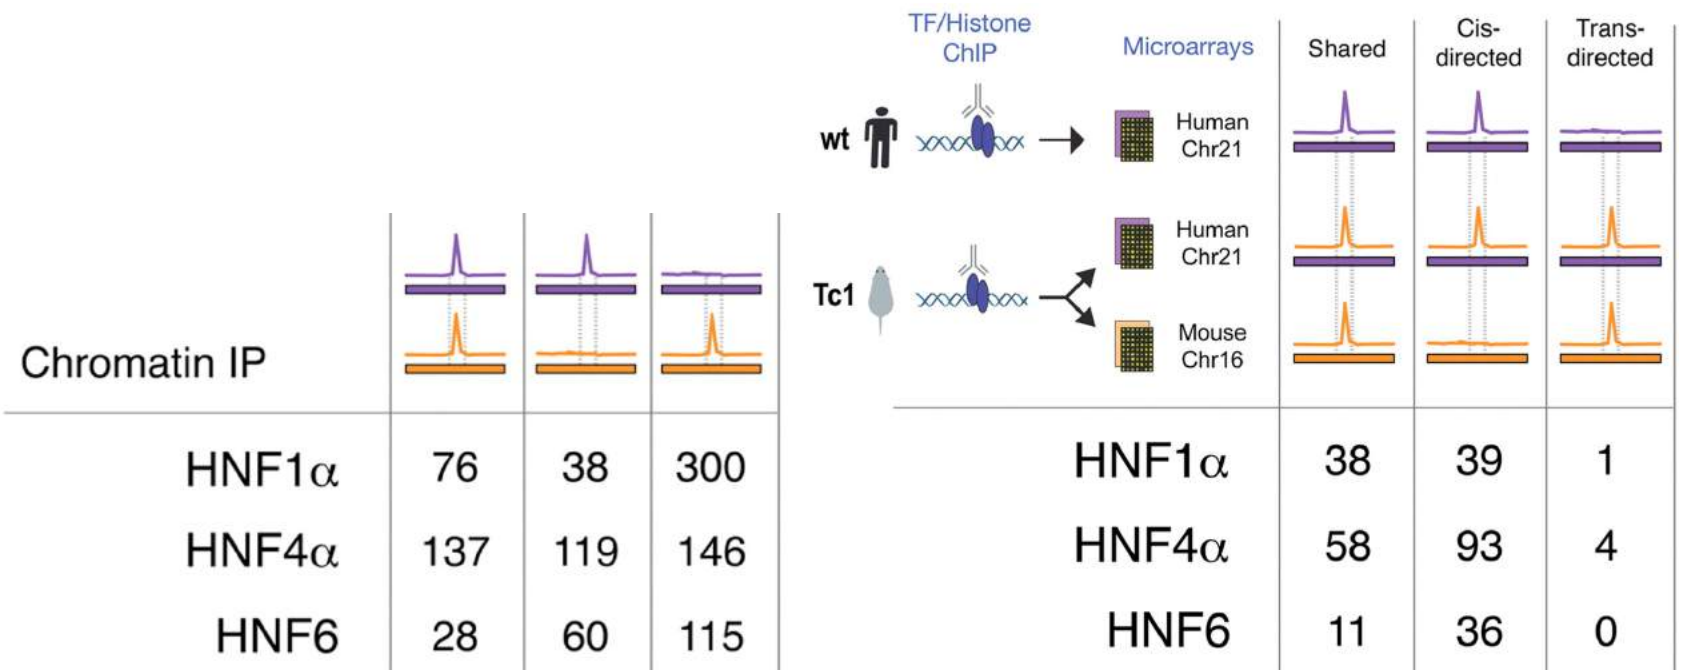 TF/Histone
ChIP
Microarrays
Shared
Cis-
directed
Trans-
directed
wt
Human
Chr21
Tc1
Human
Chr21
Mouse
Chr16
Chromatin IP
HNF1α 76 38 300
HNF4α 137 119 146
HNF6 28 60 115
HNF1α 38 39 1
HNF4α 58 93 4
HNF6 11 36 0